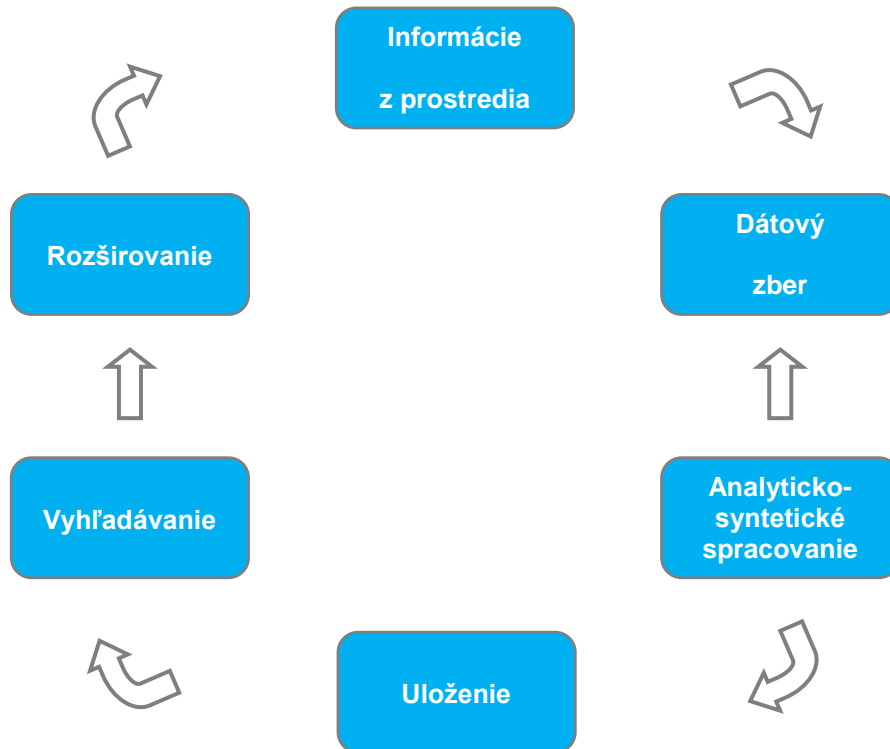 Informácie
z prostredia
Rozširovanie
Dátový
zber
Vyhľadávanie
Analyticko-
syntetické
spracovanie
Uloženie